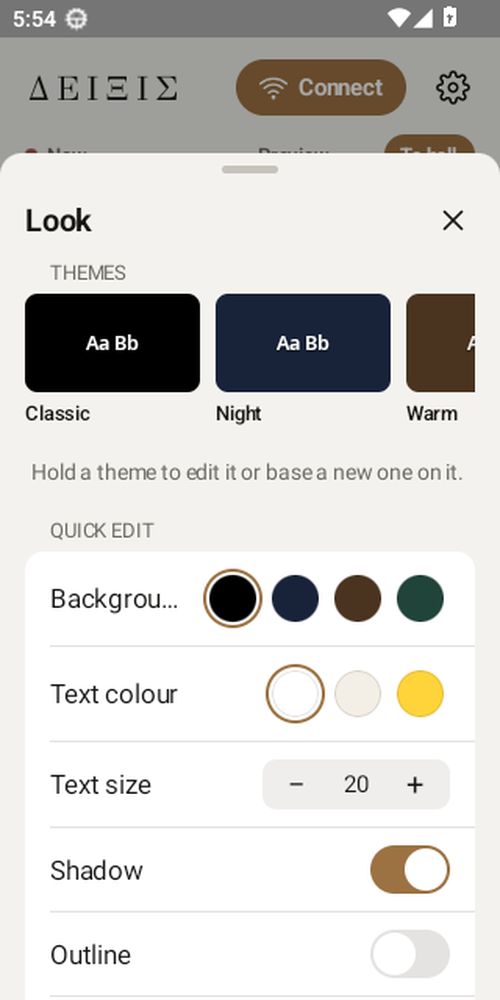 5:54
ΔΕΙΞΙΣ
Connect
Look
THEMES
Aa Bb
Aa Bb
Classic
Night
Warm
Hold a theme to edit it or base a new one on it.
QUICK EDIT
Backgrou...
Text colour
Text size
− 20 +
Shadow
Outline